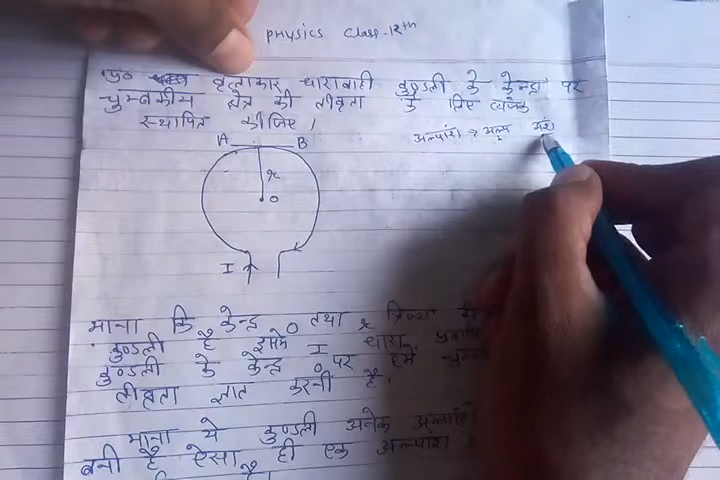 PHYSICS Class-12th
प्र० वृत्ताकार धारावाही कुण्डली के केन्द्र पर
चुम्बकीय क्षेत्र की तीव्रता के लिए व्यंजक
स्थापित कीजिए।
अल्पांश → अल्प अंश
A B
r
O
I
माना कि केन्द्र O तथा r त्रिज्या
कुण्डली है इसमे I धारा
कुण्डली के केन्द्र O पर हमें
तीव्रता ज्ञात करनी है.
माना ये कुण्डली अनेक
बनी है ऐसा ही एक अल्पांश